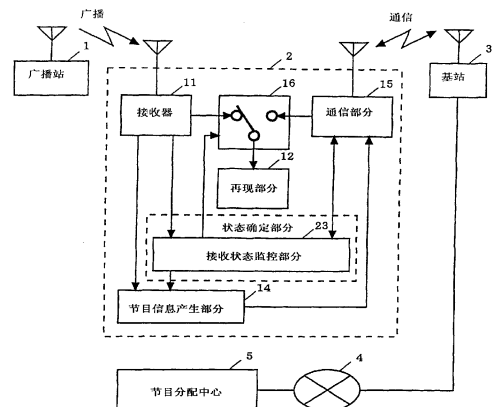 广播
通信
1
2
3
广播站
11
16
15
基站
接收器
通信部分
12
再现部分
状态确定部分
23
接收状态监控部分
14
节目信息产生部分
5
4
节目分配中心